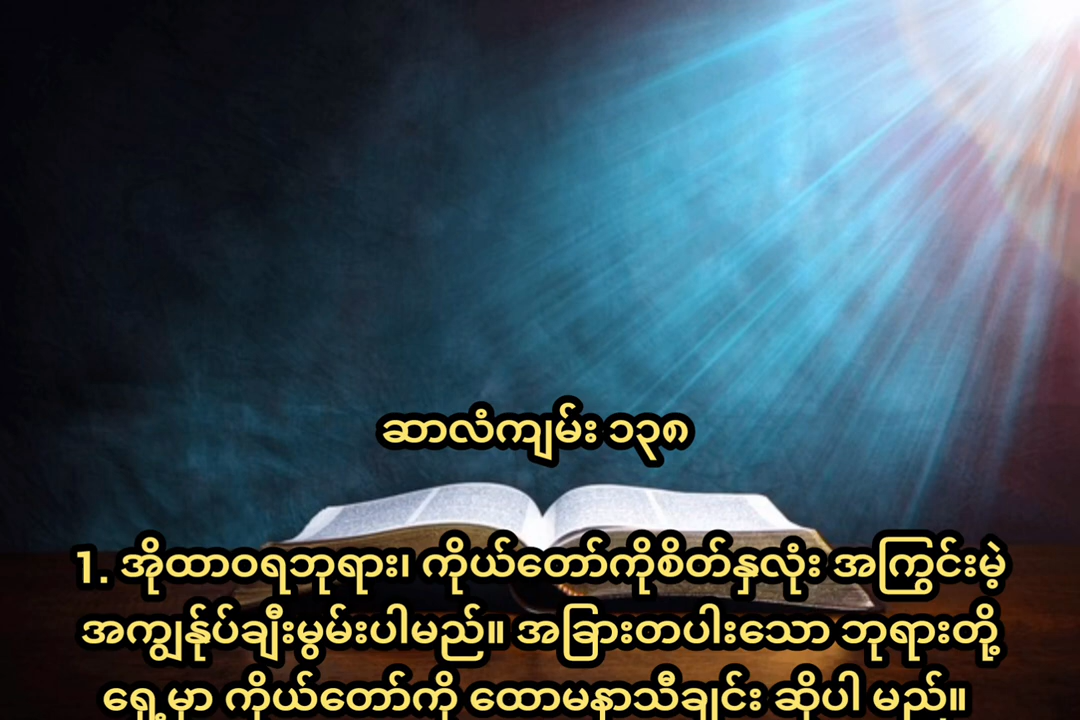 ဆာလံကျမ်း ၁၃၈
1. အိုထာဝရဘုရား၊ ကိုယ်တော်ကိုစိတ်နှလုံး အကြွင်းမဲ့
အကျွန်ုပ်ချီးမွမ်းပါမည်။ အခြားတပါးသော ဘုရားတို့
ရှေ့မှာ ကိုယ်တော်ကို ထောမနာသီချင်း ဆိုပါ မည်။